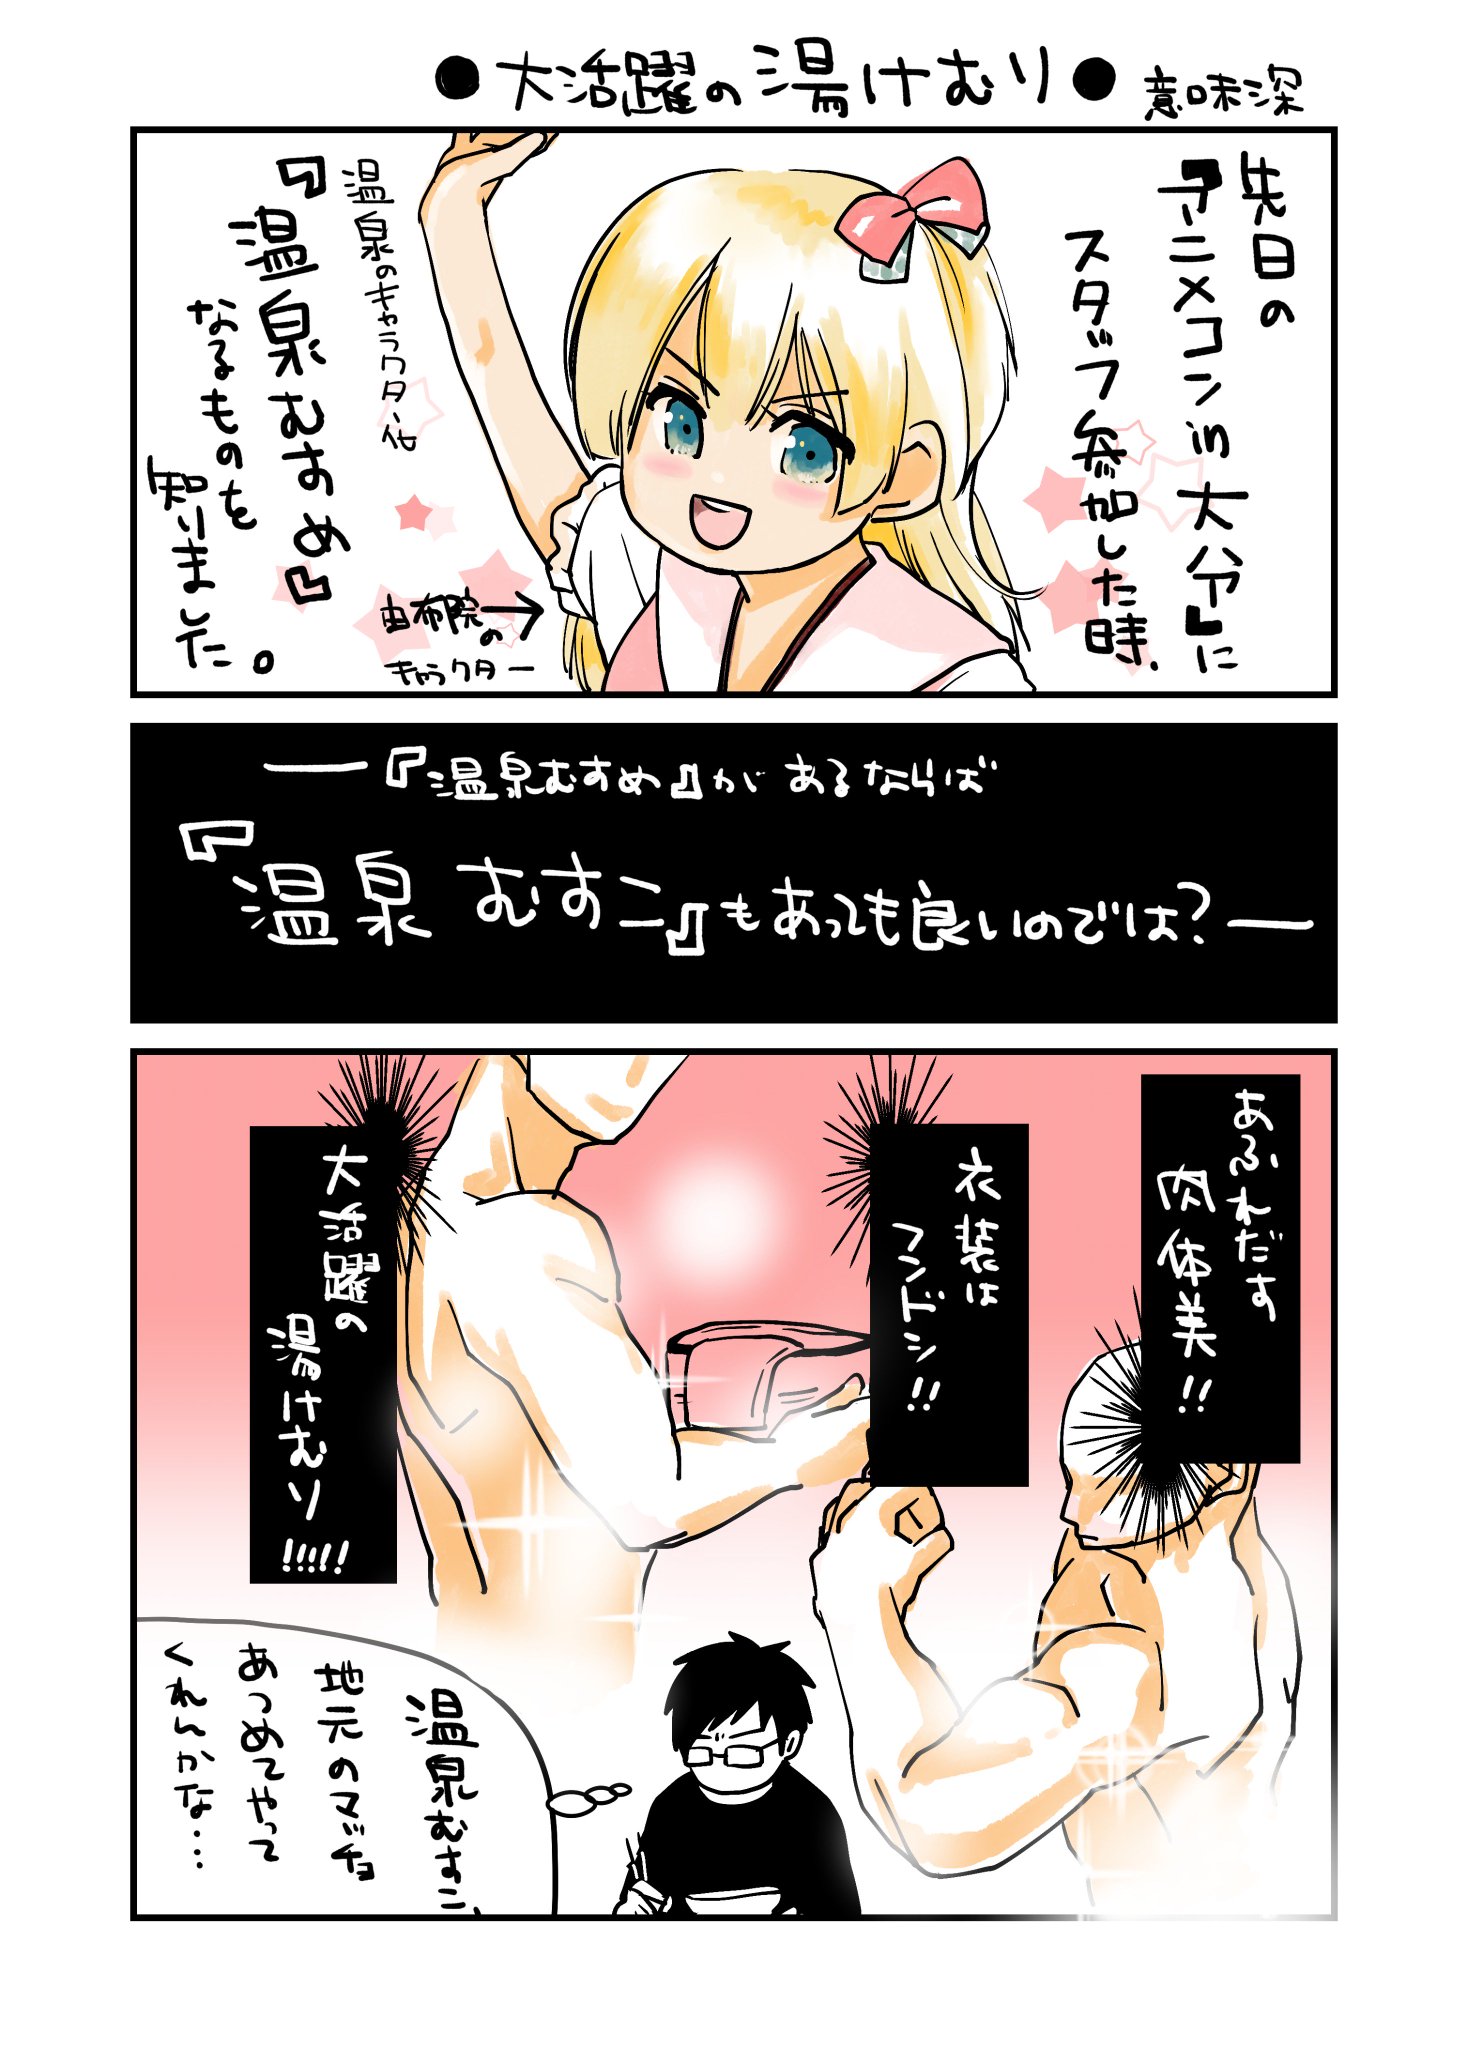 ●大活躍の湯けむり● 意味深
先日の
『アニメコンin大分』に
スタッフ参加した時、
温泉のキャラクター化
『温泉むすめ』
なるものを
知りました。
由布院の
キャラクター
―『温泉むすめ』があるならば
『温泉むすこ』もあっても良いのでは?―
あふれだす
肉体美!!
衣装は
フンドシ!!
大活躍の
湯けむり!!!!!
温泉むすこ、
地元のマッチョ
あつめてやって
くれんかな…